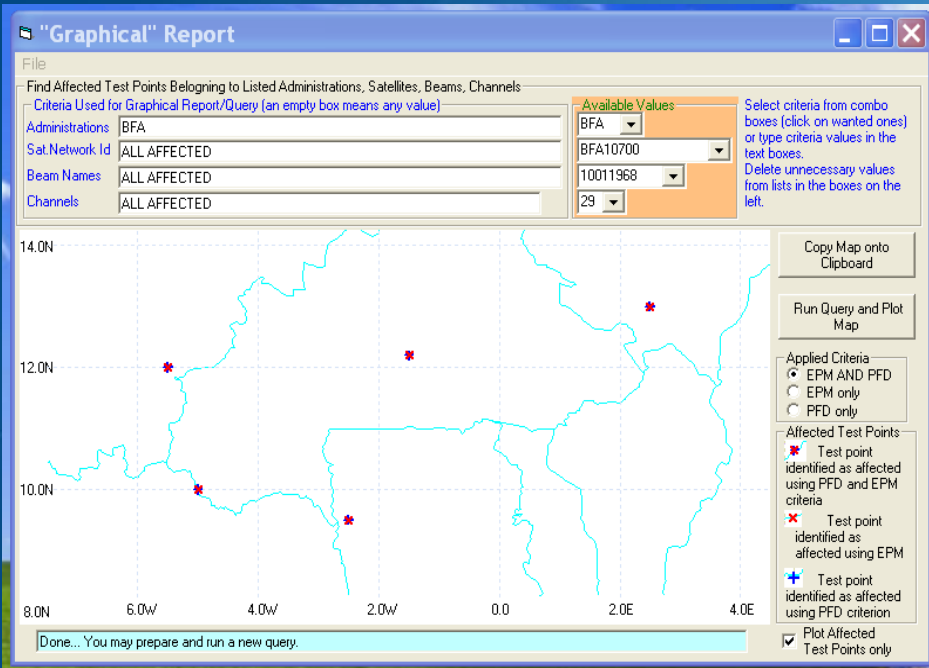 "Graphical" Report
File
Find Affected Test Points Belogning to Listed Administrations, Satellites, Beams, Channels
Criteria Used for Graphical Report/Query (an empty box means any value)
Administrations BFA
Sat.Network Id ALL AFFECTED
Beam Names ALL AFFECTED
Channels ALL AFFECTED
Available Values
BFA
BFA10700
10011968
29
Select criteria from combo
boxes (click on wanted ones)
or type criteria values in the
text boxes.
Delete unnecessary values
from lists in the boxes on the
left.
14.0N
12.0N
10.0N
8.0N 6.0W 4.0W 2.0W 0.0 2.0E 4.0E
Copy Map onto
Clipboard
Run Query and Plot
Map
Applied Criteria
EPM AND PFD
EPM only
PFD only
Affected Test Points
Test point
identified as affected
using PFD and EPM
criteria
Test point
identified as
affected using EPM
Test point
identified as affected
using PFD criterion
Plot Affected
Test Points only
Done... You may prepare and run a new query.